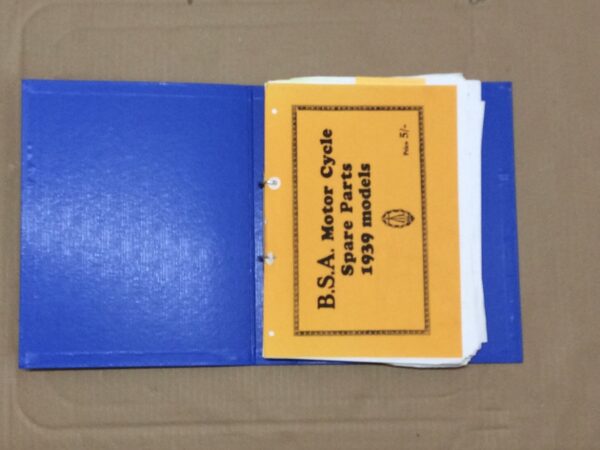 B.S.A. Motor Cycle
Spare Parts
1939 models
Price 5/-